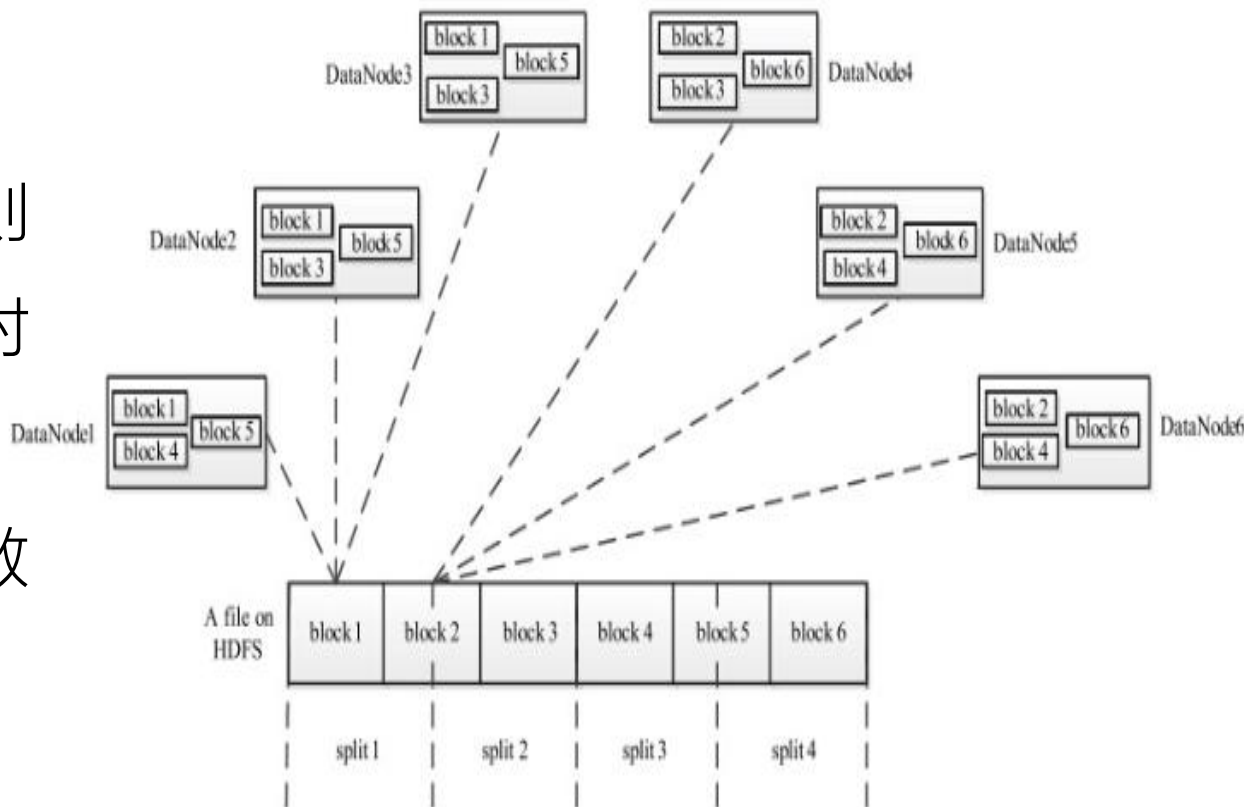 block 1
block 5
block 3
DataNode3
block 2
block 6
block 3
DataNode4
则
block 1
block 5
block 3
DataNode2
block 2
block 6
block 4
DataNode5
block 1
block 5
block 4
DataNode1
block 2
block 6
block 4
DataNode6
A file on
HDFS
block 1 block 2 block 3 block 4 block 5 block 6
split 1 split 2 split 3 split 4